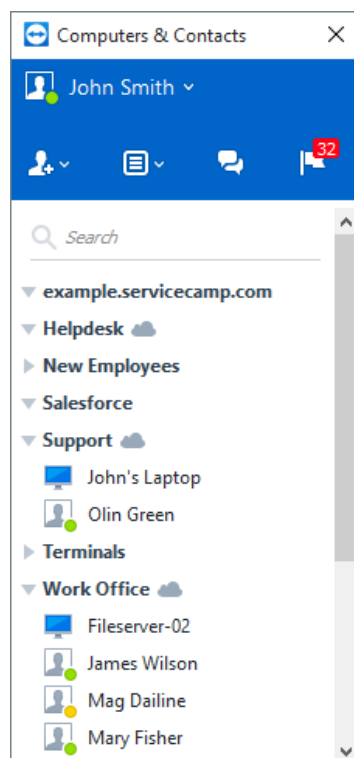 Computers & Contacts
John Smith
32
Search
example.servicecamp.com
Helpdesk
New Employees
Salesforce
Support
John's Laptop
Olin Green
Terminals
Work Office
Fileserver-02
James Wilson
Mag Dailine
Mary Fisher